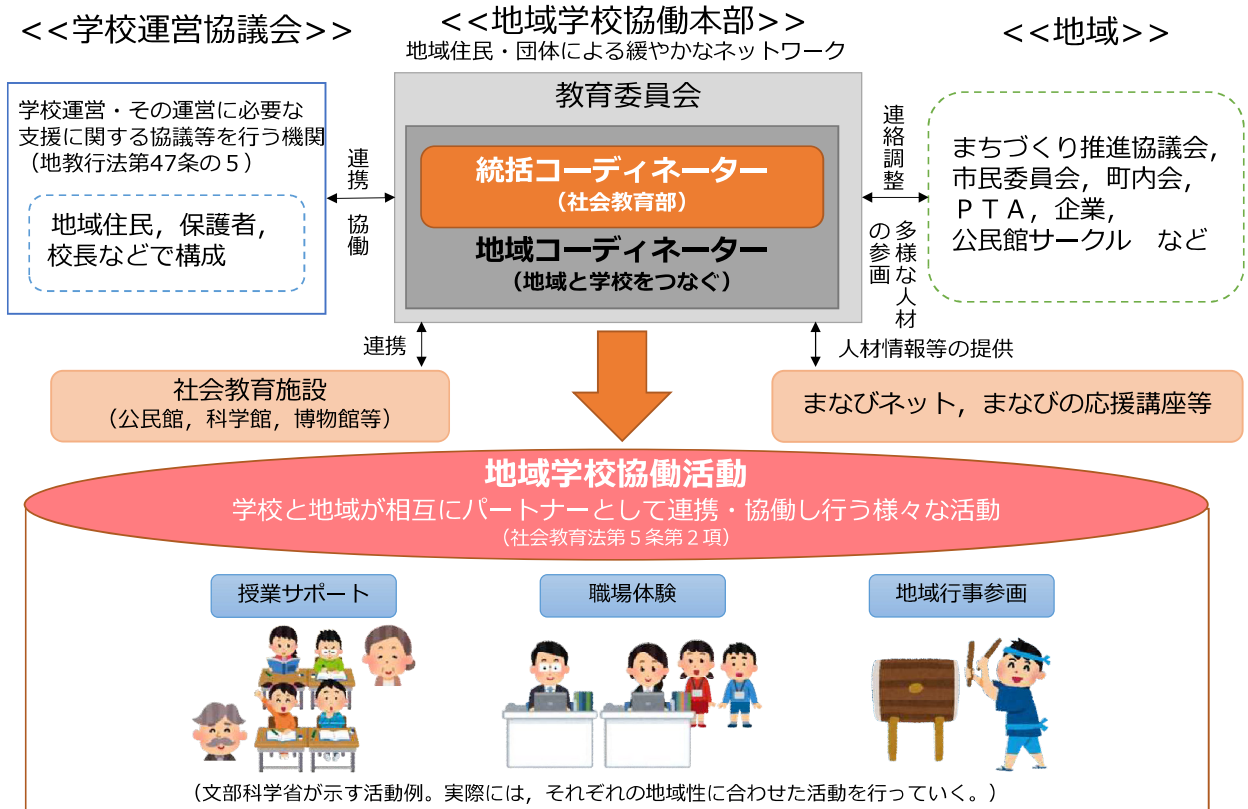 <<学校運営協議会>>
<<地域学校協働本部>>
地域住民・団体による緩やかなネットワーク
<<地域>>
学校運営・その運営に必要な
支援に関する協議等を行う機関
（地教行法第47条の５）
地域住民，保護者，
校長などで構成
連携
協働
教育委員会
統括コーディネーター
（社会教育部）
地域コーディネーター
（地域と学校をつなぐ）
連絡調整
多様な人材
の参画
まちづくり推進協議会，
市民委員会，町内会，
ＰＴＡ，企業，
公民館サークル　など
連携
人材情報等の提供
社会教育施設
（公民館，科学館，博物館等）
まなびネット，まなびの応援講座等
地域学校協働活動
学校と地域が相互にパートナーとして連携・協働し行う様々な活動
（社会教育法第５条第２項）
授業サポート
職場体験
地域行事参画
（文部科学省が示す活動例。実際には，それぞれの地域性に合わせた活動を行っていく。）